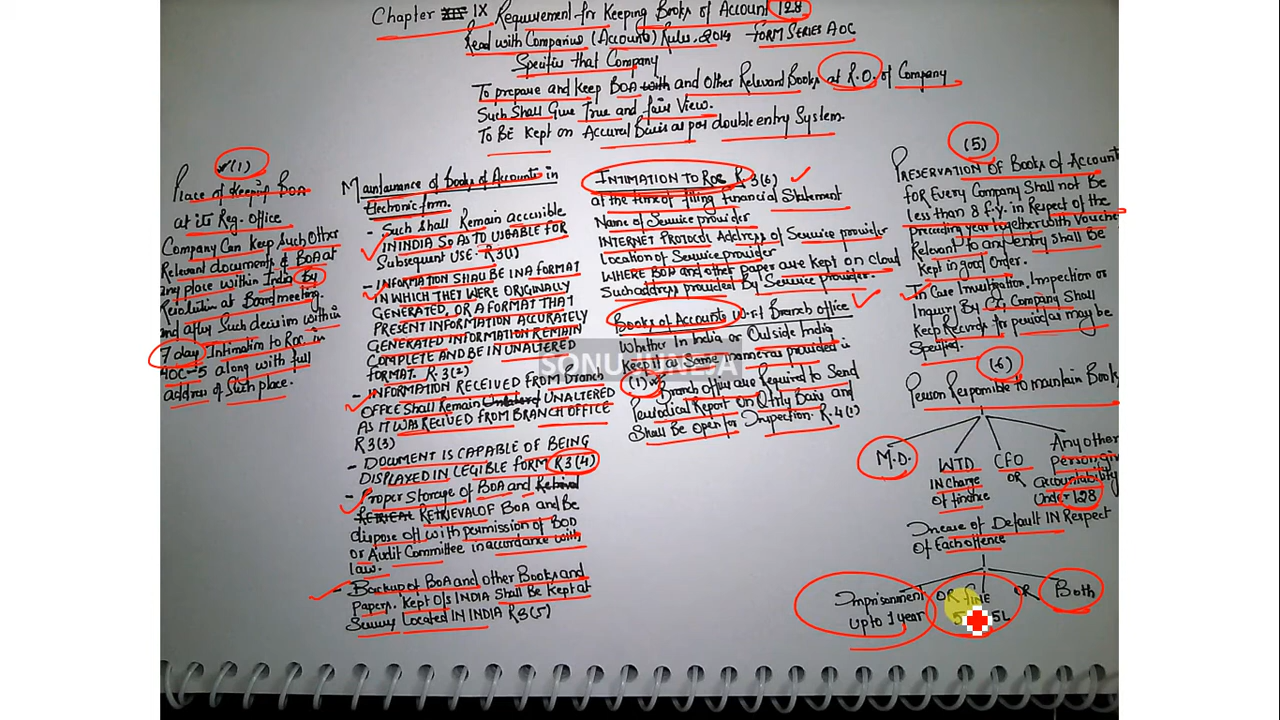 Chapter IX Requirement for Keeping Books of Account 128
Read with Companies (Accounts) Rules, 2014 FORM SERIES AOC
Specifies that Company
To prepare and Keep BOA with and Other Relevant Books at R.O. of Company
Such Shall Give True and fair View.
TO BE Kept on Accural Basis as per double entry System.
(1)
Place of Keeping BOA
at its Reg. office
Company Can Keep Such Other
Relevant documents & BOA at
any place within India By
Resolution at Board meeting.
and after Such decision within
7 day Intimation to Roc in
AOC-5 along with full
address of Such place.
Maintainance of Books of Accounts in
Electronic form.
- Such shall Remain accessible
IN INDIA SO AS TO USABLE FOR
Subsequent USE. R3(1)
- INFORMATION SHALL BE IN A FORMAT
IN WHICH THEY WERE ORIGINALLY
GENERATED, OR A FORMAT THAT
PRESENT INFORMATION ACCURATELY
GENERATED INFORMATION REMAIN
COMPLETE AND BE IN UNALTERED
FORMAT. R 3(2)
- INFORMATION RECEIVED FROM Branch
OFFICE Shall Remain UNALTERED
AS IT WAS RECIVED FROM BRANCH OFFICE
R3(3)
- DOCUMENT IS CAPABLE OF BEING
DISPLAYED IN LEGIBLE FORM R3(4)
- Proper Storage of BOA and Retrival
RETRIEVAL OF BOA and Be
dispose off with permission of BOD
or Audit Committee in accordance with
law.
- Backup of BOA and other Books and
Papers. Kept O/s INDIA Shall Be Kept at
Serves Located IN INDIA R3(5)
INTIMATION TO ROC R 3(6)
at the time of filing financial Statement
Name of Service provider
INTERNET PROTOCOL Address of Service provider
Location of Service provider
WHERE BOA and other paper are kept on cloud
Such address provided By Service provider.
Books of Accounts w.r.t Branch office
Whether In India or Outside India
Keep in Same manner as provided in
(1)
Branch office are Required to Send
Periodical Report on Qtrly Basis and
Shall Be open for Inspection. R.4(1)
SONU JUNEJA
(5)
PRESERVATION OF Books of Account
for Every Company Shall not Be
less than 8 f.y. in Respect of the
preceding year together with Voucher
Relevant to any entry shall Be
Kept in good Order.
In Case Investigation, Inspection or
Inquiry By CG Company Shall
Keep Records for period as may be
Specified.
(6)
Person Responsible to maintain Books
M.D.
WTD
IN Charge
of finance
CFO
OR
Any other
person
accountability
Under 128
Incase of Default IN Respect
of Each offence
Imprisonment
upto 1 year
OR fine
5L
OR
Both